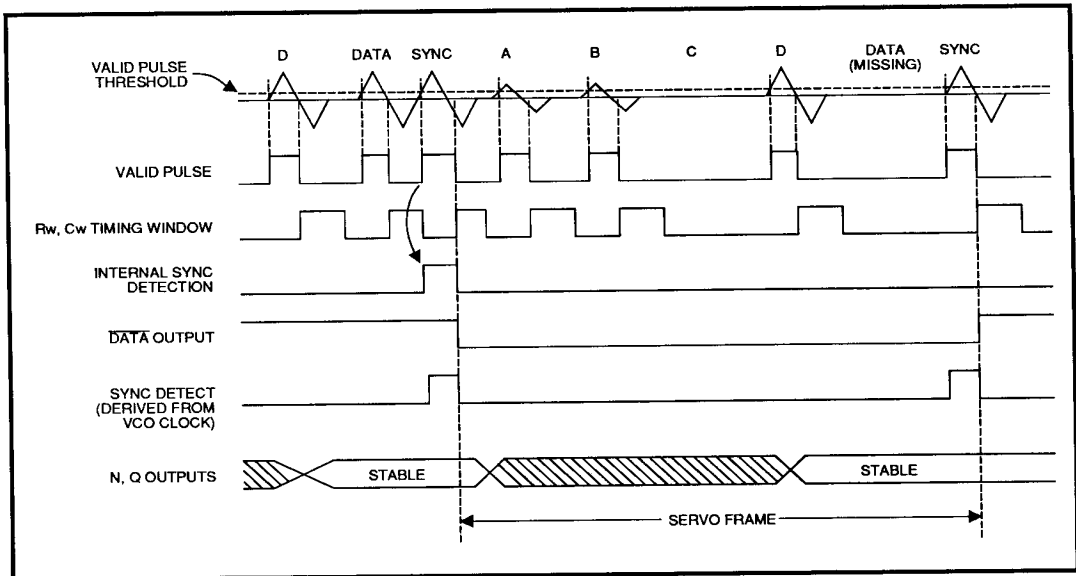 D DATA SYNC A B C D DATA (MISSING) SYNC
VALID PULSE
THRESHOLD
VALID PULSE
Rw, Cw TIMING WINDOW
INTERNAL SYNC
DETECTION
DATA OUTPUT
SYNC DETECT
(DERIVED FROM
VCO CLOCK)
N, Q OUTPUTS STABLE STABLE
SERVO FRAME